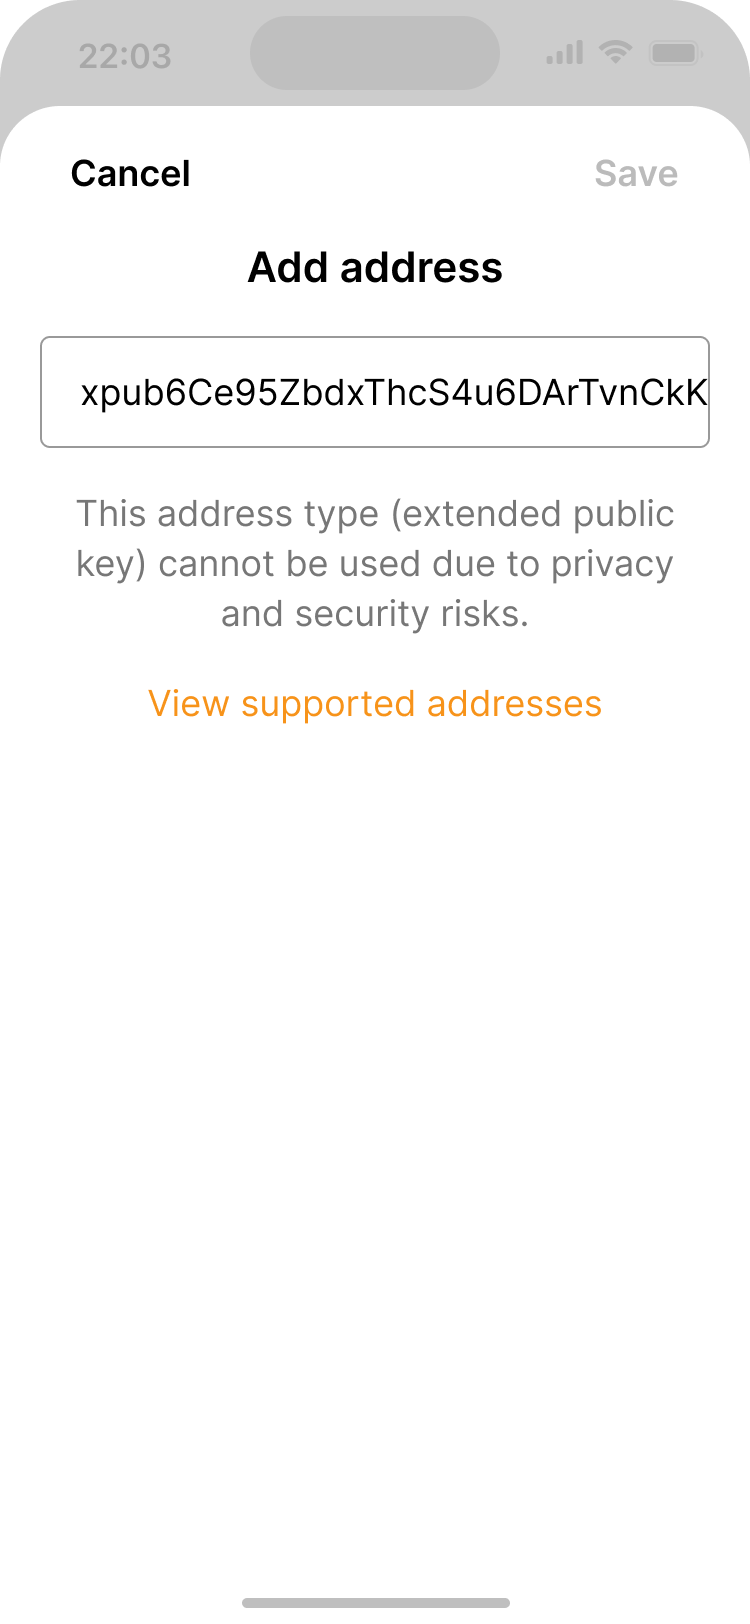 22:03
Cancel
Save
Add address
xpub6Ce95ZbdxThcS4u6DArTvnCkK
This address type (extended public
key) cannot be used due to privacy
and security risks.
View supported addresses